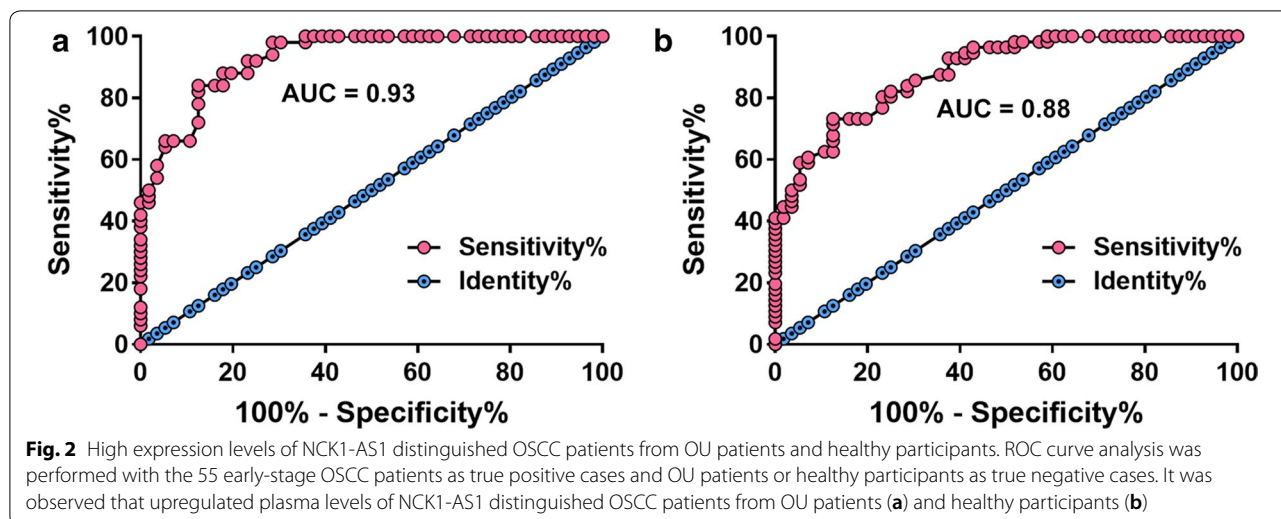 a
b
100
80
60
40
20
0
Sensitivity%
AUC = 0.93
Sensitivity%
Identity%
0 20 40 60 80 100
100% - Specificity%
100
80
60
40
20
0
Sensitivity%
AUC = 0.88
Sensitivity%
Identity%
0 20 40 60 80 100
100% - Specificity%
Fig. 2 High expression levels of NCK1-AS1 distinguished OSCC patients from OU patients and healthy participants. ROC curve analysis was
performed with the 55 early-stage OSCC patients as true positive cases and OU patients or healthy participants as true negative cases. It was
observed that upregulated plasma levels of NCK1-AS1 distinguished OSCC patients from OU patients (a) and healthy participants (b)